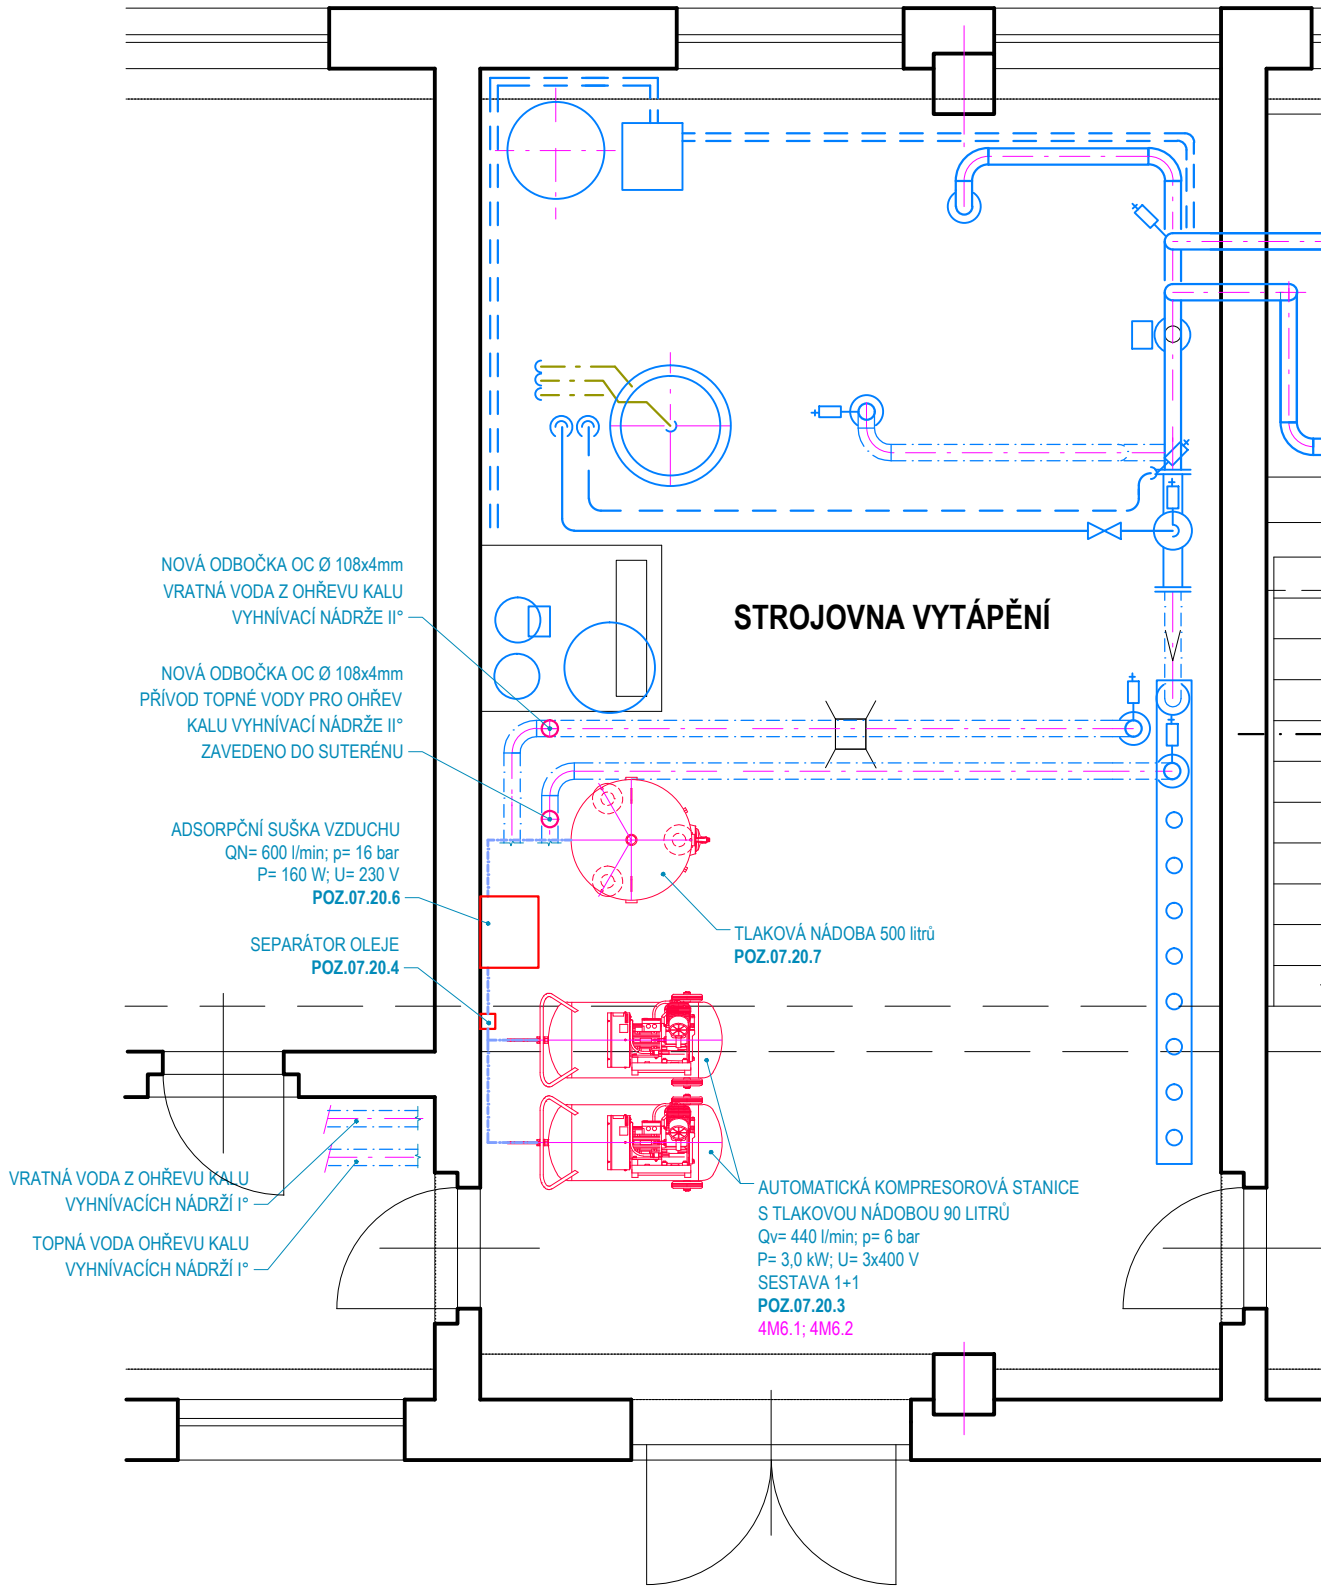 NOVÁ ODBOČKA OC Ø 108x4mm
VRATNÁ VODA Z OHŘEVU KALU
VYHNÍVACÍ NÁDRŽE II°
STROJOVNA VYTÁPĚNÍ
NOVÁ ODBOČKA OC Ø 108x4mm
PŘÍVOD TOPNÉ VODY PRO OHŘEV
KALU VYHNÍVACÍ NÁDRŽE II°
ZAVEDENO DO SUTERÉNU
ADSORPČNÍ SUŠKA VZDUCHU
QN= 600 l/min; p= 16 bar
P= 160 W; U= 230 V
POZ.07.20.6
SEPARÁTOR OLEJE
POZ.07.20.4
TLAKOVÁ NÁDOBA 500 litrů
POZ.07.20.7
VRATNÁ VODA Z OHŘEVU KALU
VYHNÍVACÍCH NÁDRŽÍ I°
TOPNÁ VODA OHŘEVU KALU
VYHNÍVACÍCH NÁDRŽÍ I°
AUTOMATICKÁ KOMPRESOROVÁ STANICE
S TLAKOVOU NÁDOBOU 90 LITRŮ
Qv= 440 l/min; p= 6 bar
P= 3,0 kW; U= 3x400 V
SESTAVA 1+1
POZ.07.20.3
4M6.1; 4M6.2